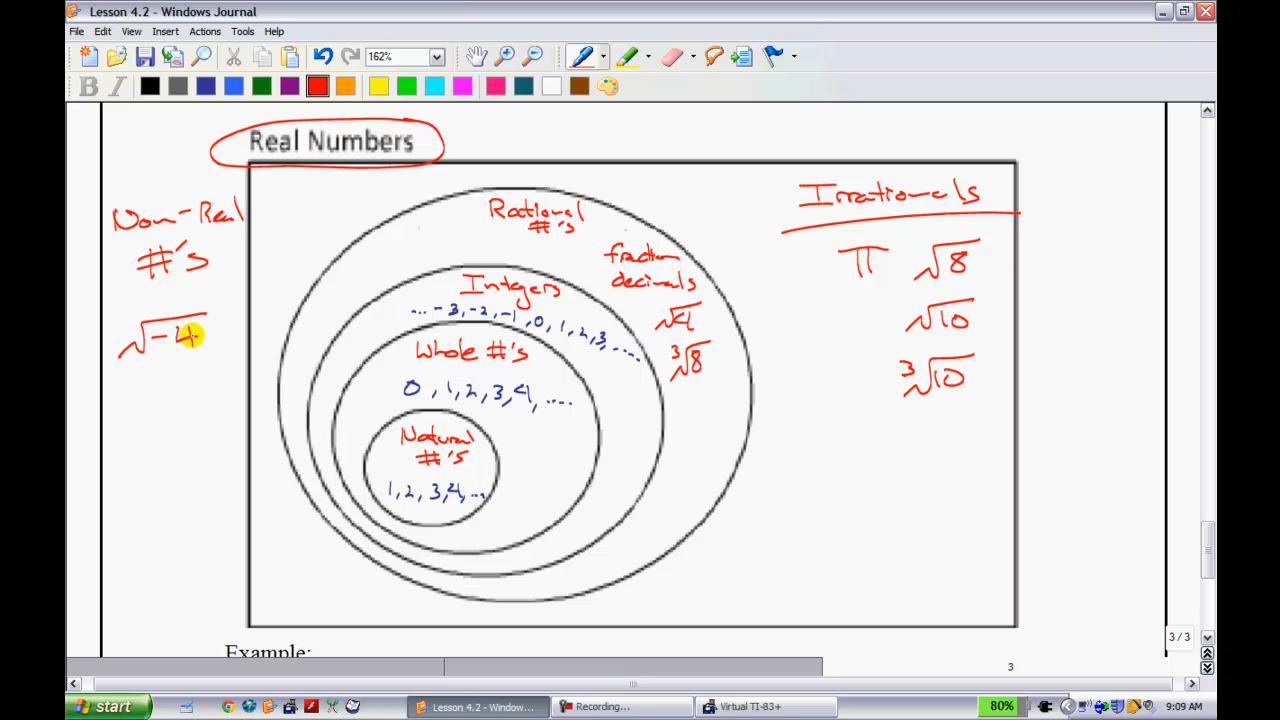 Lesson 4.2 - Windows Journal
File Edit View Insert Actions Tools Help
162%
B I
Real Numbers
Non-Real
#'s
√-4
Rational
#'s
fraction
decimals
√4
³√8
Integers
... -3, -2, -1, 0, 1, 2, 3, ....
Whole #'s
0, 1, 2, 3, 4, ....
Natural
#'s
1, 2, 3, 4, ...
Irrationals
π √8
√10
³√10
Example:
3/3
3
start
Lesson 4.2 - Window...
Recording...
Virtual TI-83+
80%
9:09 AM